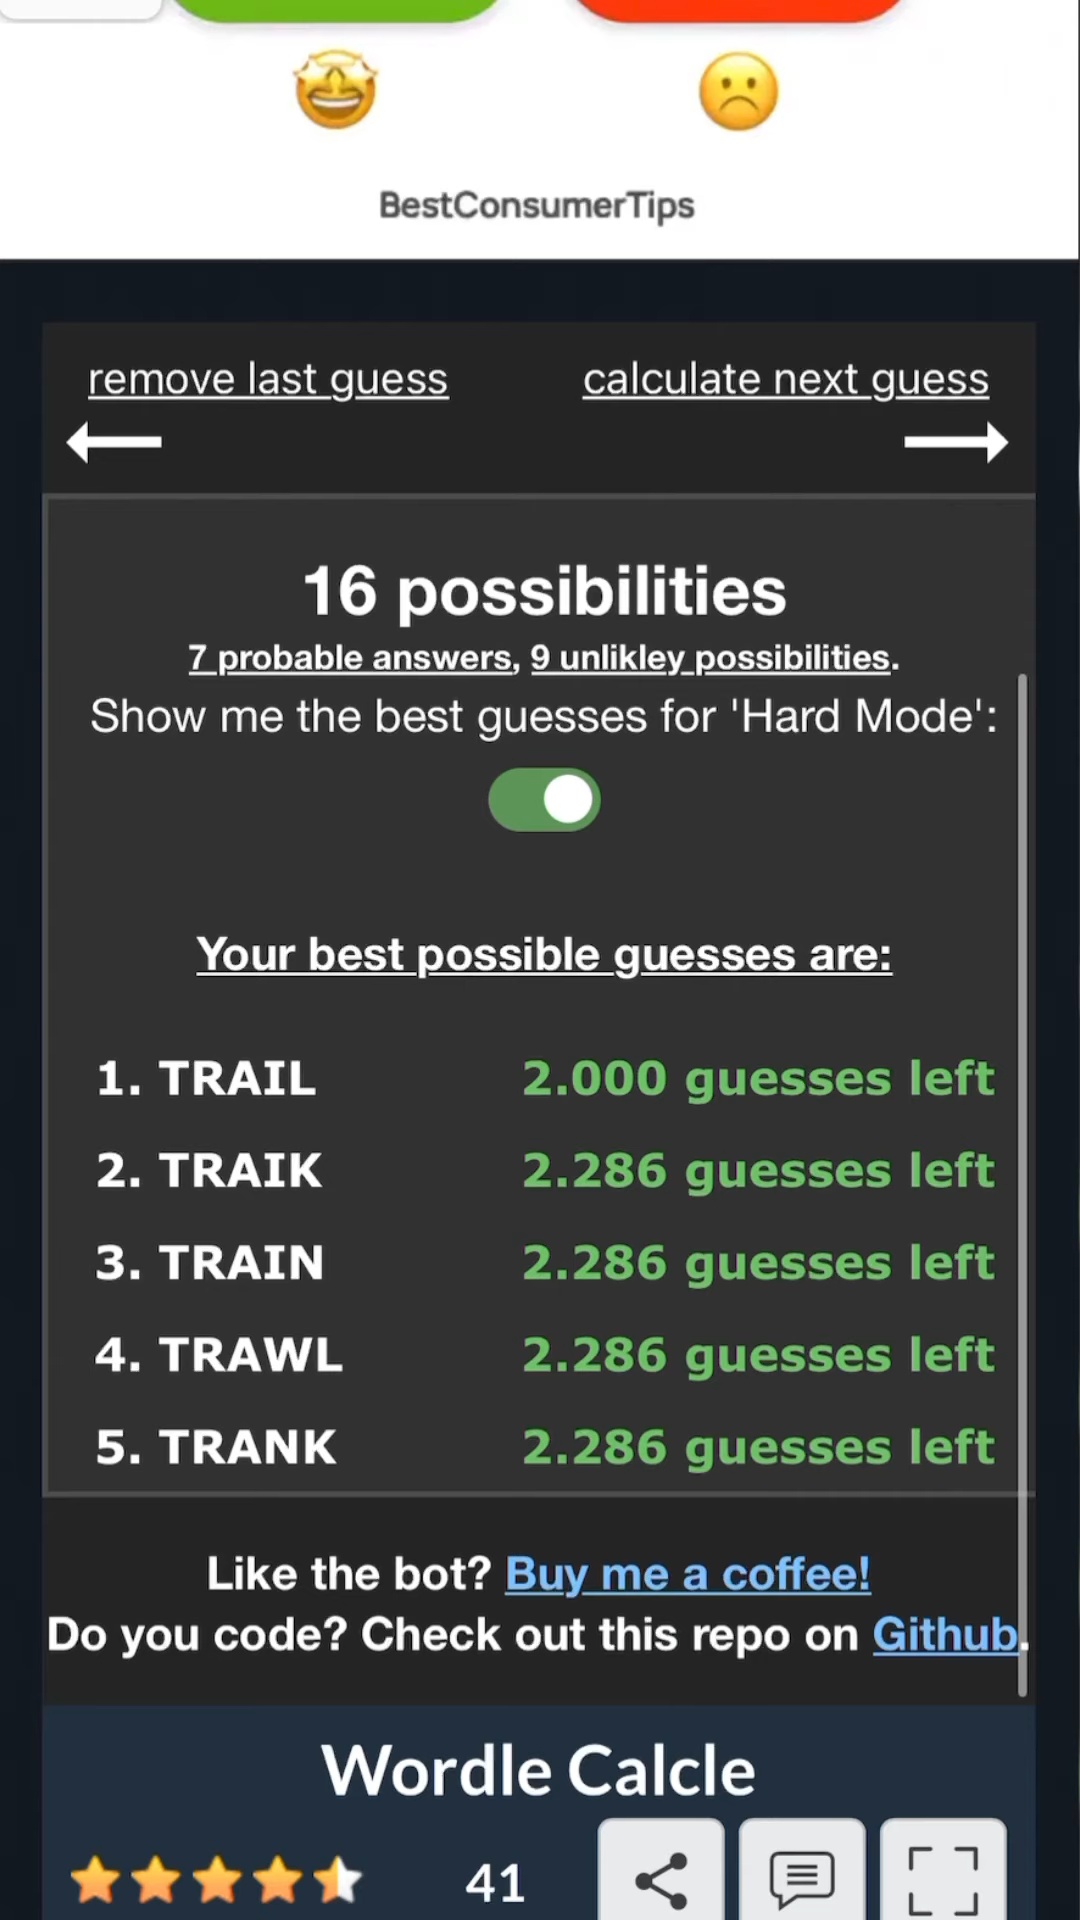 BestConsumerTips
remove last guess
calculate next guess
16 possibilities
7 probable answers, 9 unlikley possibilities.
Show me the best guesses for 'Hard Mode':
Your best possible guesses are:
1. TRAIL 2.000 guesses left
2. TRAIK 2.286 guesses left
3. TRAIN 2.286 guesses left
4. TRAWL 2.286 guesses left
5. TRANK 2.286 guesses left
Like the bot? Buy me a coffee!
Do you code? Check out this repo on Github.
Wordle Calcle
41